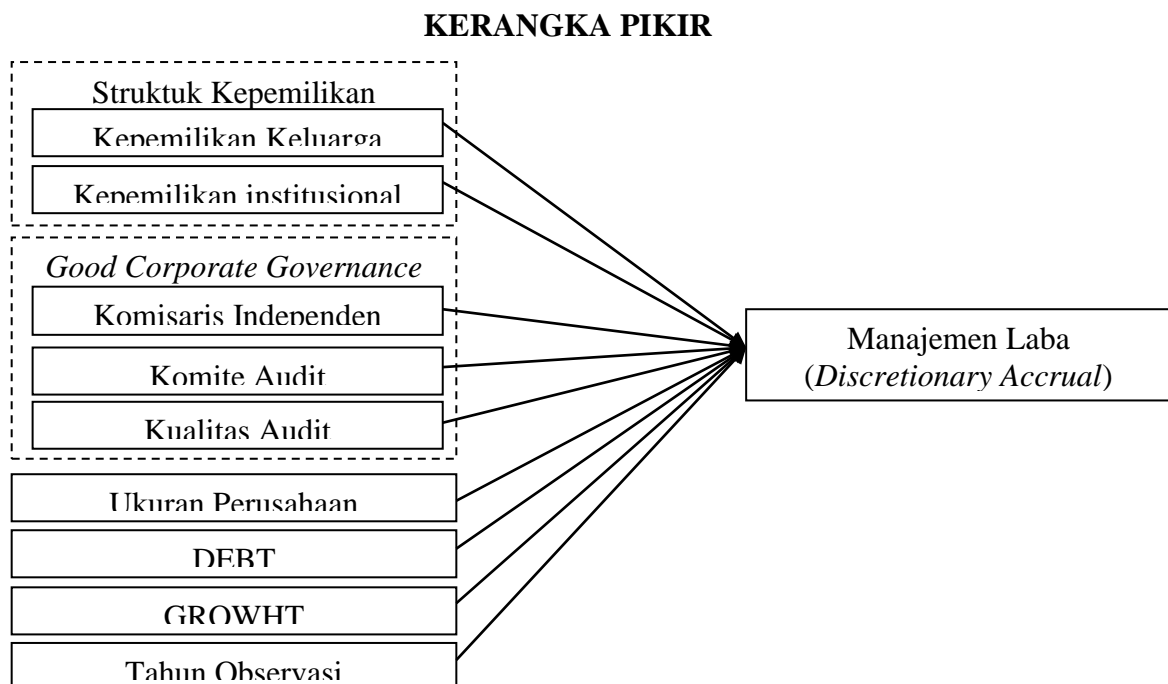 KERANGKA PIKIR
Struktuk Kepemilikan
Kepemilikan Keluarga
Kepemilikan institusional
Good Corporate Governance
Komisaris Independen
Komite Audit
Kualitas Audit
Ukuran Perusahaan
DEBT
GROWHT
Tahun Observasi
Manajemen Laba
(Discretionary Accrual)